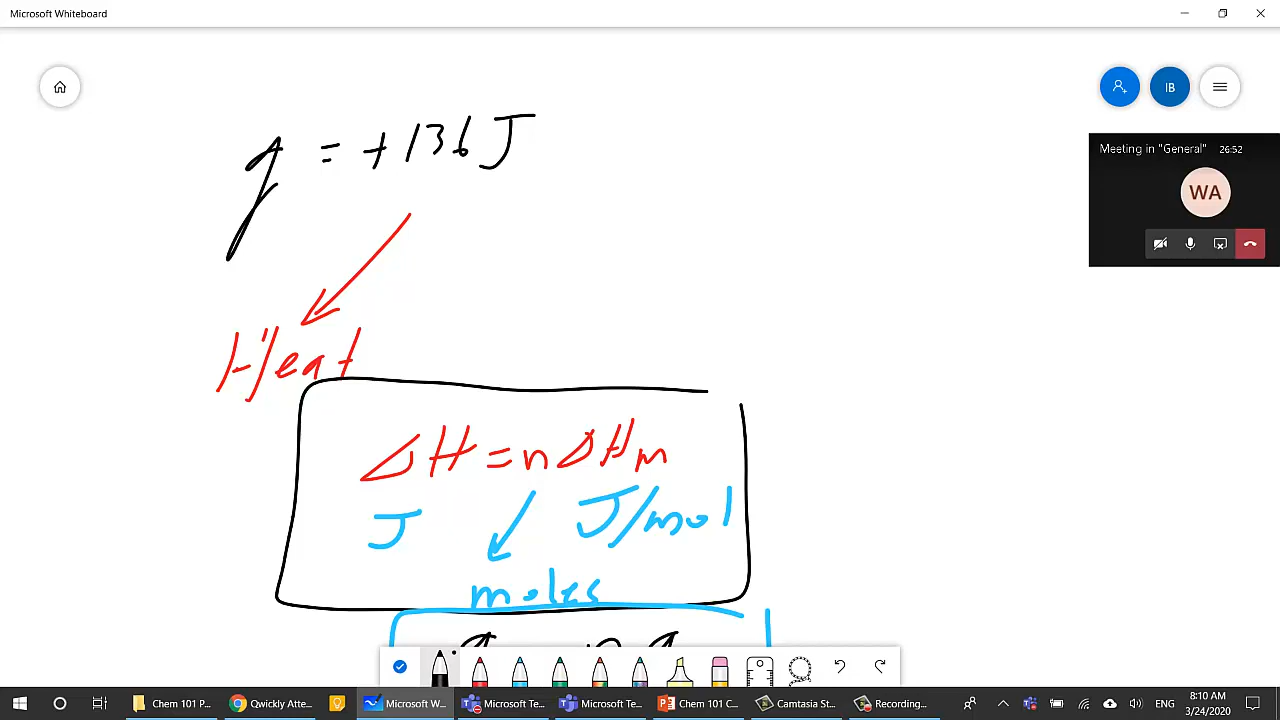 Microsoft Whiteboard
IB
Meeting in "General" 26:52
WA
q = +136J
Heat
ΔH = nΔHm
J J/mol
moles
Chem 101 P...
Qwickly Atte...
Microsoft W...
Microsoft Te...
Microsoft Te...
Chem 101 C...
Camtasia St...
Recording...
ENG
8:10 AM
3/24/2020